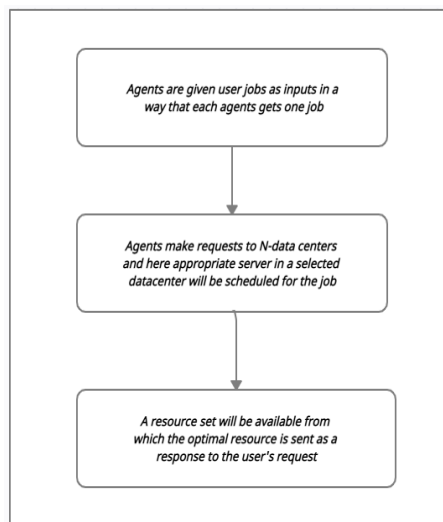 Agents are given user jobs as inputs in a
way that each agents gets one job
Agents make requests to N-data centers
and here appropriate server in a selected
datacenter will be scheduled for the job
A resource set will be available from
which the optimal resource is sent as a
response to the user's request